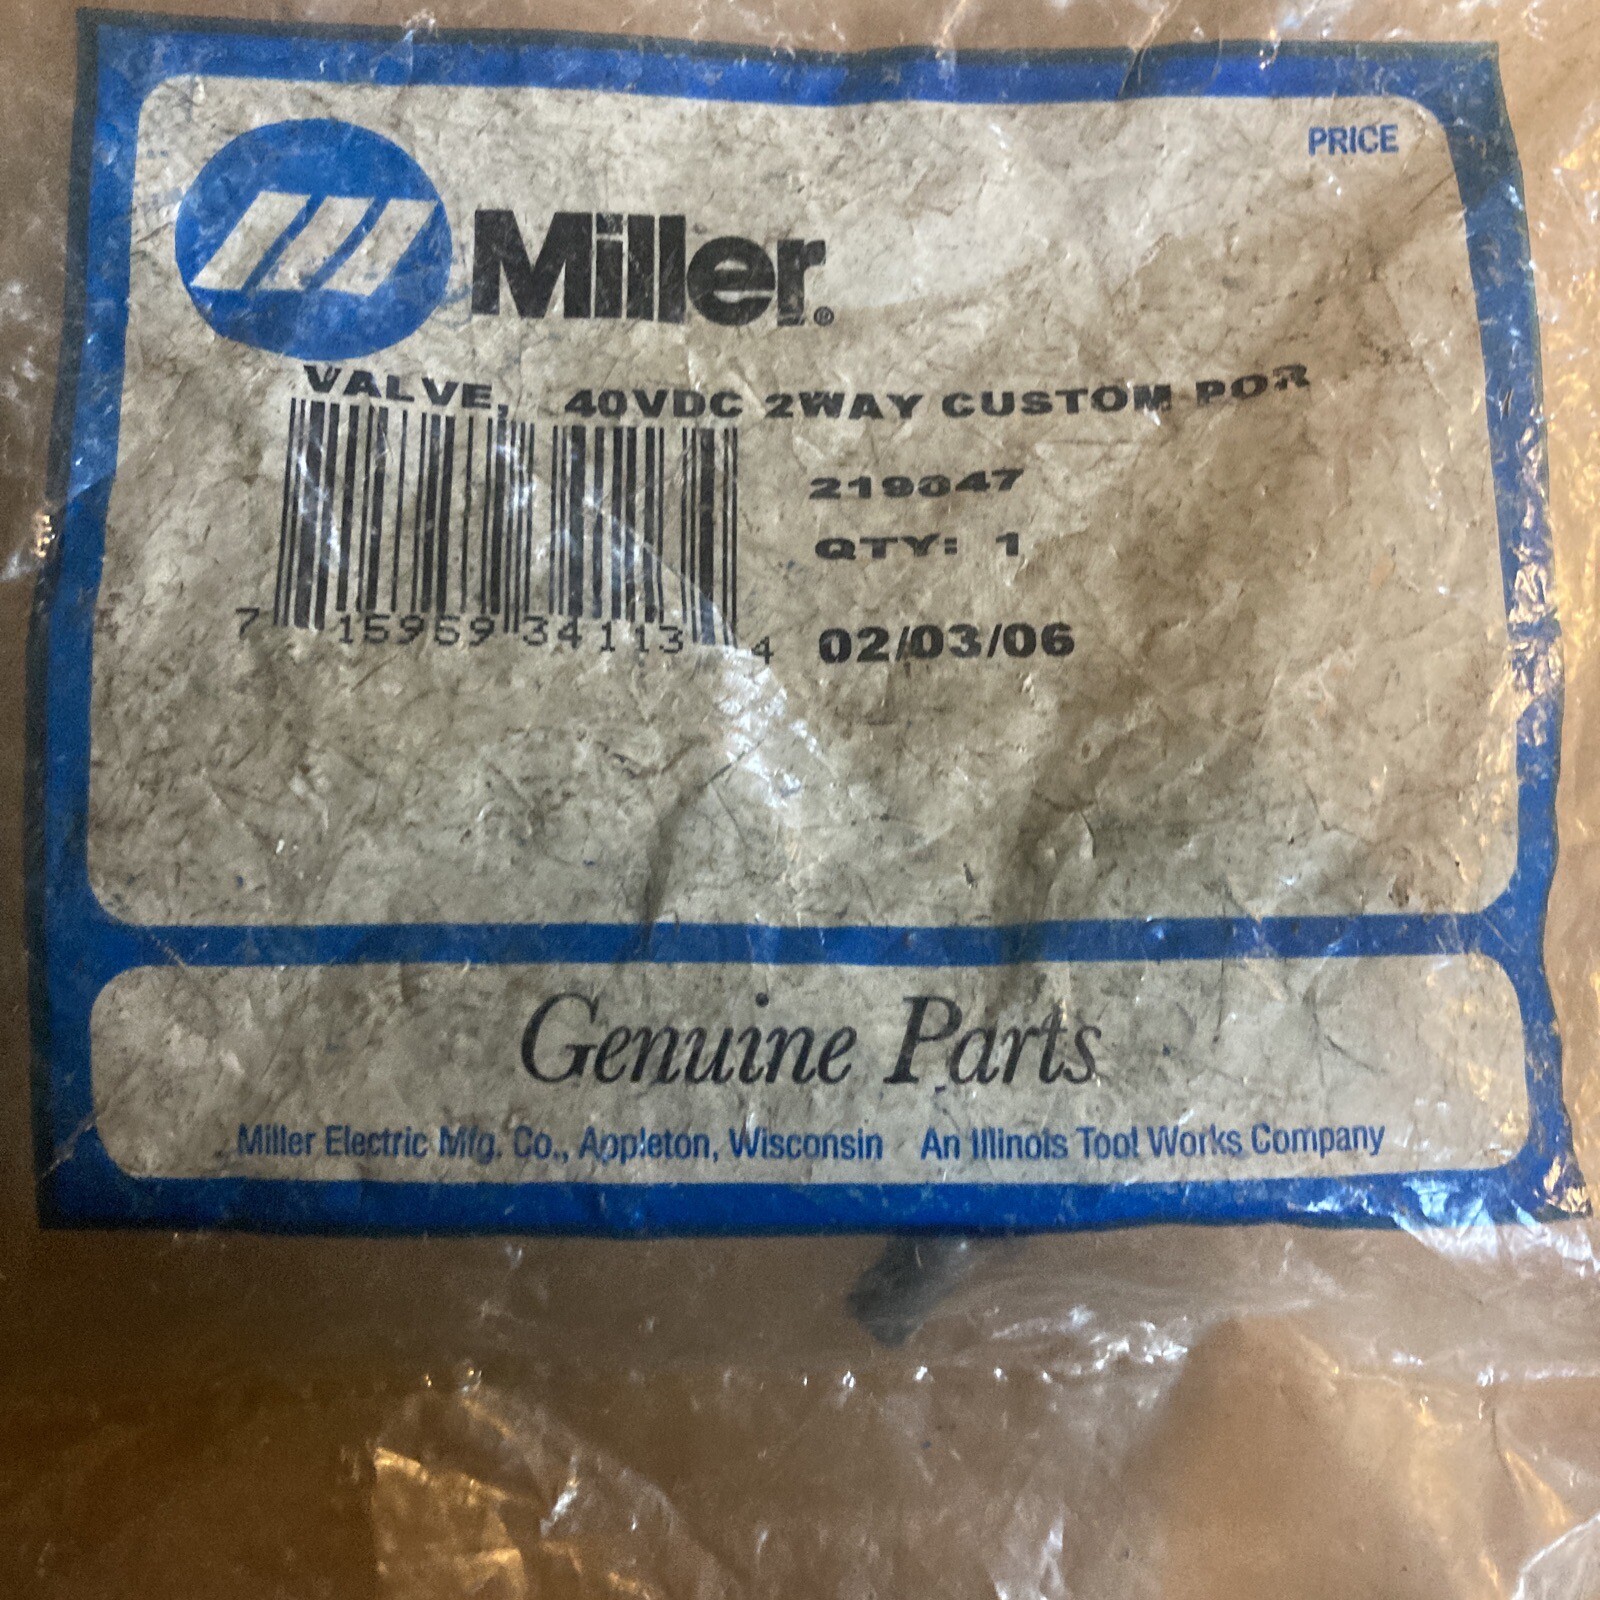 PRICE
Miller®
VALVE, 40VDC 2WAY CUSTOM POR
219847
QTY: 1
7 15959 34113 4
02/03/06
Genuine Parts
Miller Electric Mfg. Co., Appleton, Wisconsin An Illinois Tool Works Company